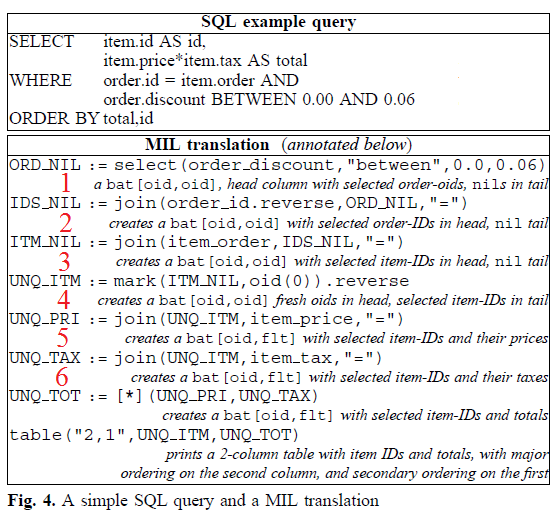 SQL example query
SELECT item.id AS id,
item.price*item.tax AS total
WHERE order.id = item.order AND
order.discount BETWEEN 0.00 AND 0.06
ORDER BY total,id
MIL translation (annotated below)
ORD_NIL := select(order_discount,"between",0.0,0.06)
1 a bat[oid,oid], head column with selected order-oids, nils in tail
IDS_NIL := join(order_id.reverse,ORD_NIL,"=")
2 creates a bat[oid,oid] with selected order-IDs in head, nil tail
ITM_NIL := join(item_order,IDS_NIL,"=")
3 creates a bat[oid,oid] with selected item-IDs in head, nil tail
UNQ_ITM := mark(ITM_NIL,oid(0)).reverse
4 creates a bat[oid,oid] fresh oids in head, selected item-IDs in tail
UNQ_PRI := join(UNQ_ITM,item_price,"=")
5 creates a bat[oid,flt] with selected item-IDs and their prices
UNQ_TAX := join(UNQ_ITM,item_tax,"=")
6 creates a bat[oid,flt] with selected item-IDs and their taxes
UNQ_TOT := [*](UNQ_PRI,UNQ_TAX)
creates a bat[oid,flt] with selected item-IDs and totals
table("2,1",UNQ_ITM,UNQ_TOT)
prints a 2-column table with item IDs and totals, with major
ordering on the second column, and secondary ordering on the first
Fig. 4. A simple SQL query and a MIL translation